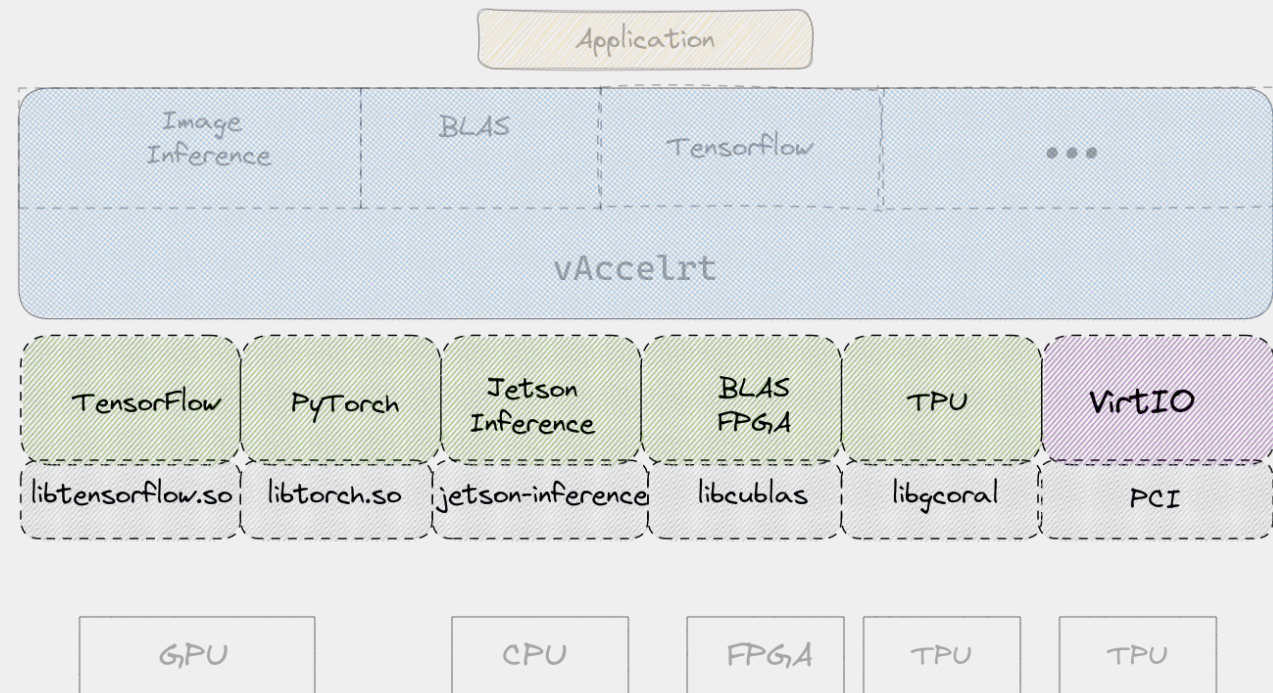 Application
Image
Inference
BLAS
Tensorflow
...
vAccelrt
TensorFlow
PyTorch
Jetson
Inference
BLAS
FPGA
TPU
VirtIO
libtensorflow.so
libtorch.so
jetson-inference
libcublas
libgcoral
PCI
GPU
CPU
FPGA
TPU
TPU